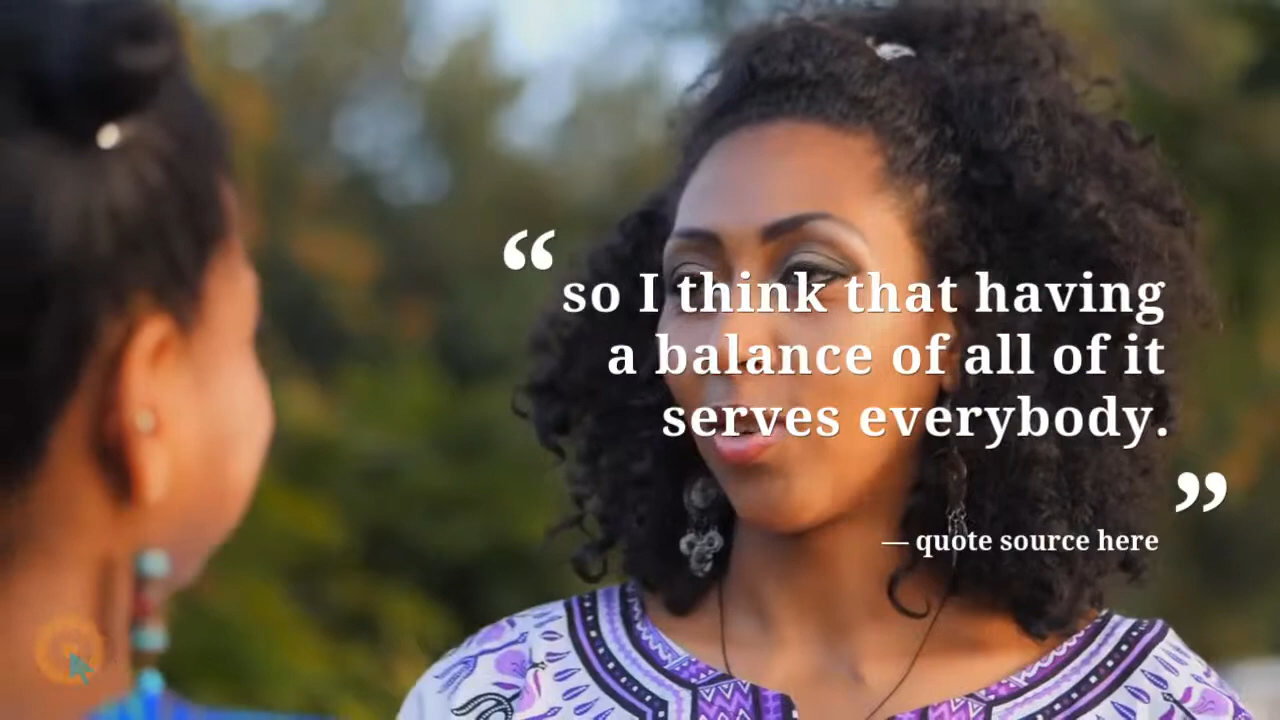 “so I think that having
a balance of all of it
serves everybody.”
— quote source here